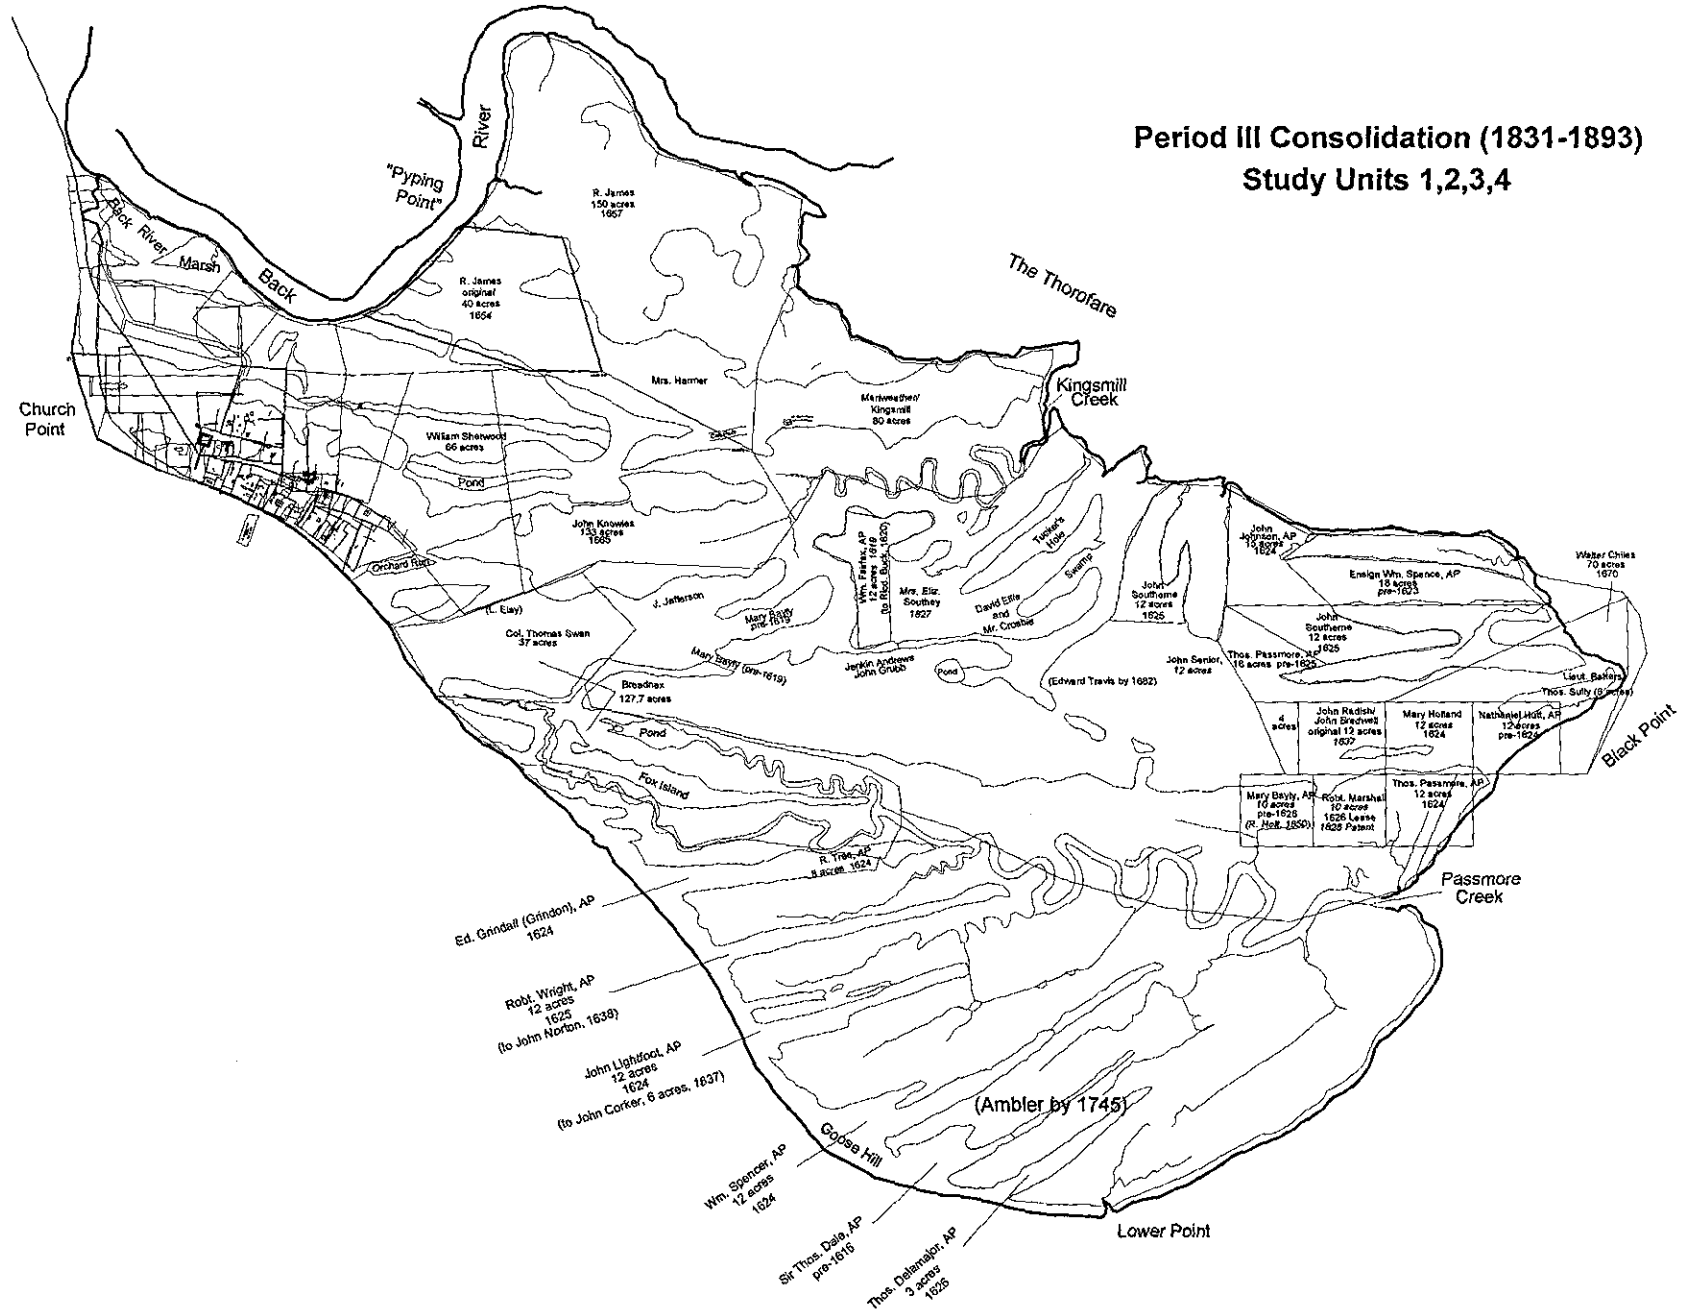 Period III Consolidation (1831-1893)
Study Units 1,2,3,4
River
"Pyping
Point"
R. James
150 acres
1657
Back River
Marsh
Back
R. James
original
40 acres
1654
The Thorofare
Mrs. Harmer
Kingsmill
Creek
Meriweather/
Kingsmill
80 acres
Church
Point
William Sherwood
66 acres
Pond
John Knowles
133 acres
1665
Orchard Run
Tucker's
Hole
Swamp
Wm. Fairfax, AP
12 acres 1619
(to Richd. Buck, 1620)
Mrs. Eliz.
Southey
1627
David Ellis
and
Mr. Crosbie
John
Southerne
12 acres
1625
John
Johnson, AP
15 acres
1624
Ensign Wm. Spence, AP
18 acres
pre-1623
Walter Chiles
70 acres
1670
J. Jefferson
Mary Bayly
pre-1619
(L. Elay)
Col. Thomas Swan
37 acres
Mary Bayly (pre-1619)
Jenkin Andrews
John Grubb
Pond
(Edward Travis by 1682)
John Senior,
12 acres
John
Southerne
12 acres
1625
Thos. Passmore, AP
16 acres pre-1625
Lieut. Batters
Thos. Sully (6 acres)
Breadnax
127.7 acres
4
acres
John Radish/
John Bradwell
original 12 acres
1637
Mary Holland
12 acres
1624
Nathaniel Hutt, AP
12 acres
pre-1624
Black Point
Pond
Fox Island
Mary Bayly, AP
10 acres
pre-1626
(R. Holt, 1650)
Robt. Marshall
10 acres
1626 Lease
1628 Patent
Thos. Passmore, AP
12 acres
1624
R. Tree, AP
8 acres 1624
Passmore
Creek
Ed. Grindall (Grindon), AP
1624
Robt. Wright, AP
12 acres
1625
(to John Norton, 1638)
John Lightfoot, AP
12 acres
1624
(to John Corker, 6 acres, 1637)
(Ambler by 1745)
Goose Hill
Wm. Spencer, AP
12 acres
1624
Sir Thos. Dale, AP
pre-1616
Thos. Delamajor, AP
3 acres
1626
Lower Point